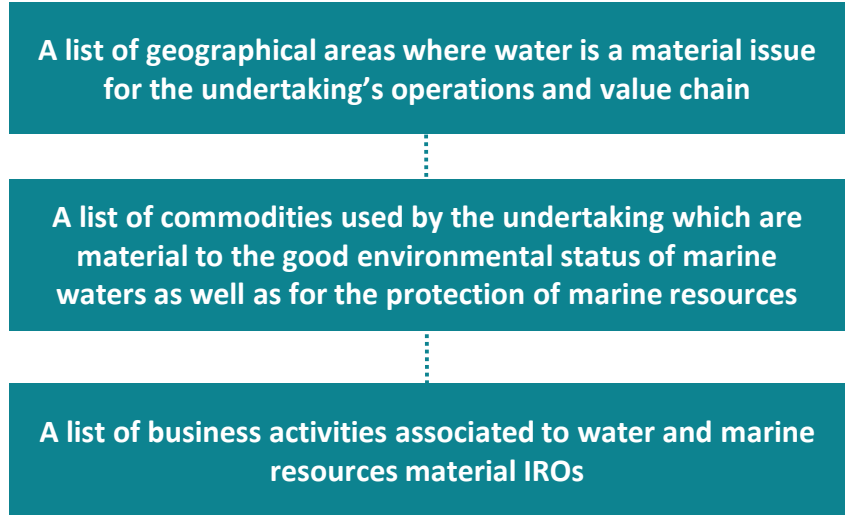 A list of geographical areas where water is a material issue
for the undertaking’s operations and value chain
A list of commodities used by the undertaking which are
material to the good environmental status of marine
waters as well as for the protection of marine resources
A list of business activities associated to water and marine
resources material IROs